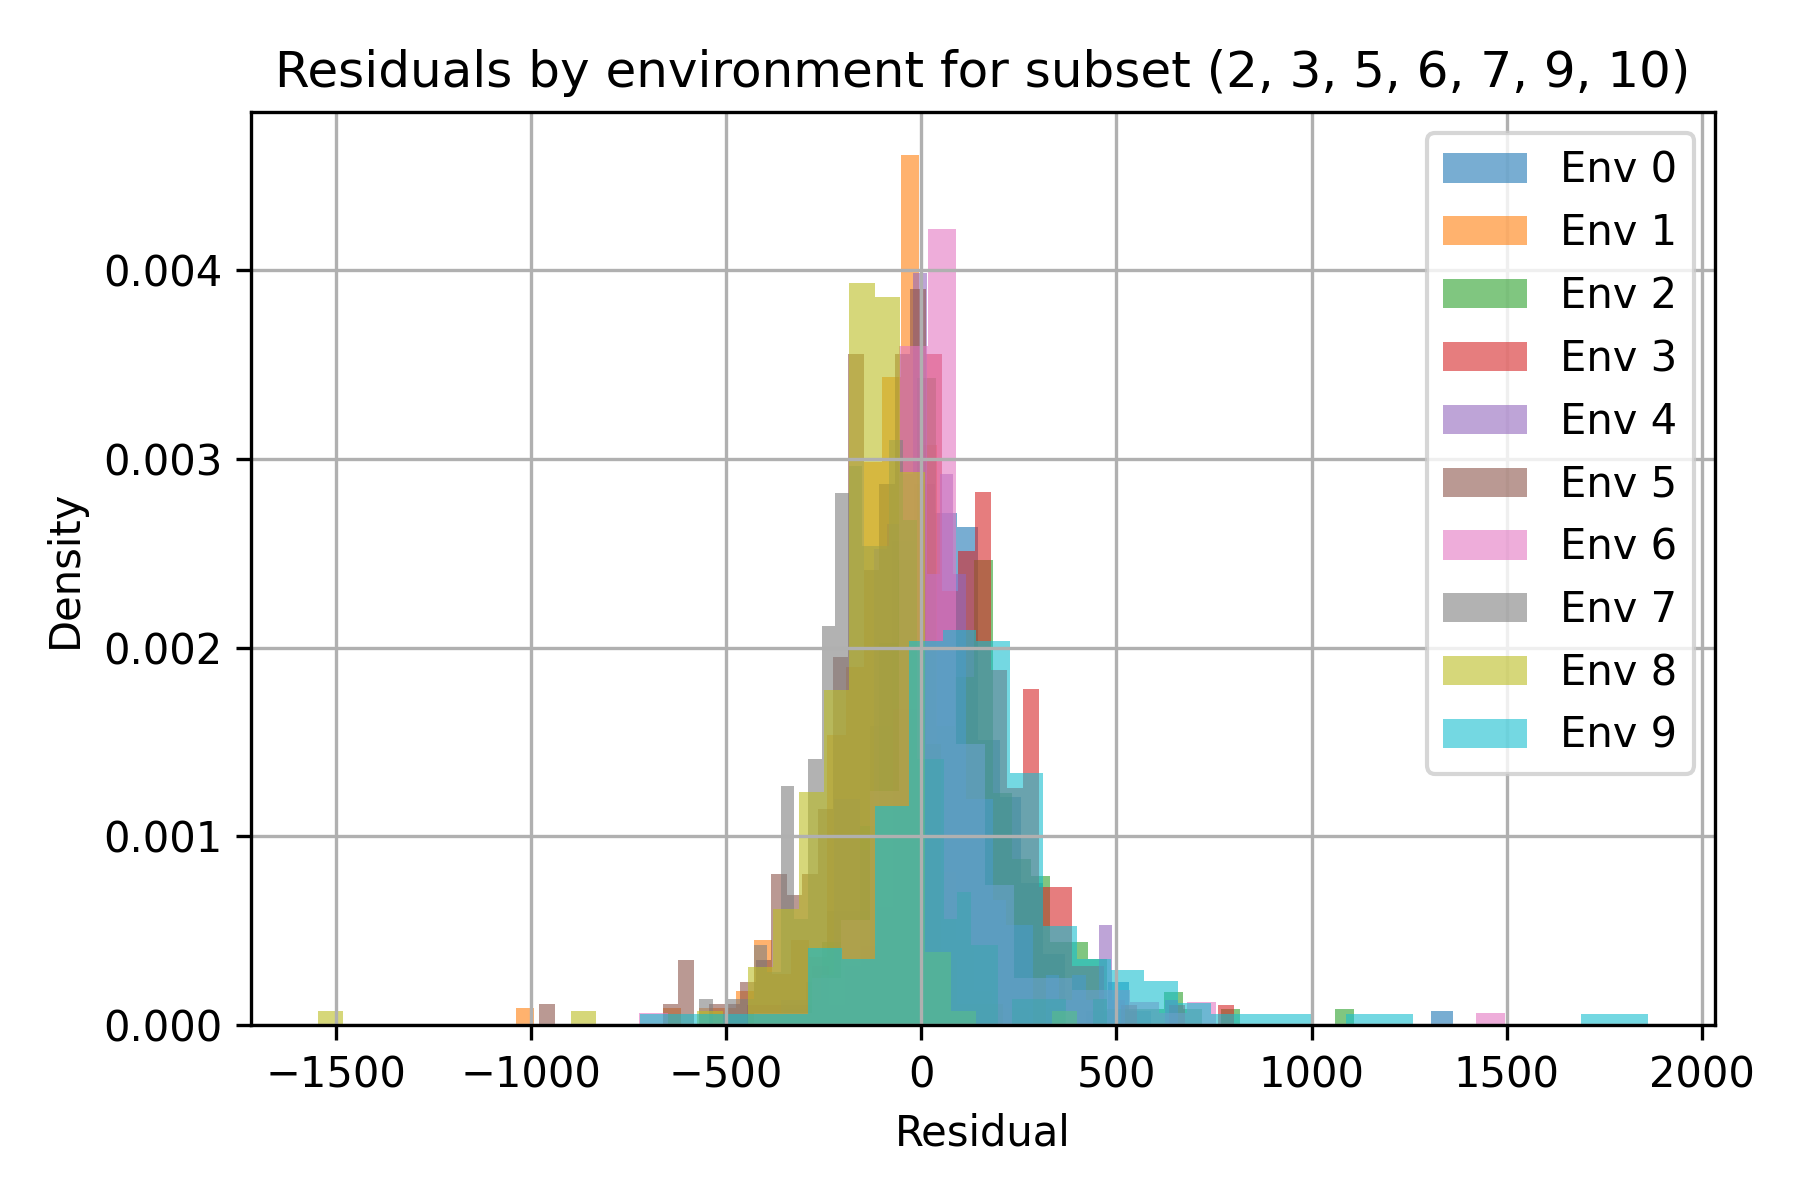 Residuals by environment for subset (2, 3, 5, 6, 7, 9, 10)
Density
0.004
0.003
0.002
0.001
0.000
−1500
−1000
−500
0
500
1000
1500
2000
Residual
Env 0
Env 1
Env 2
Env 3
Env 4
Env 5
Env 6
Env 7
Env 8
Env 9